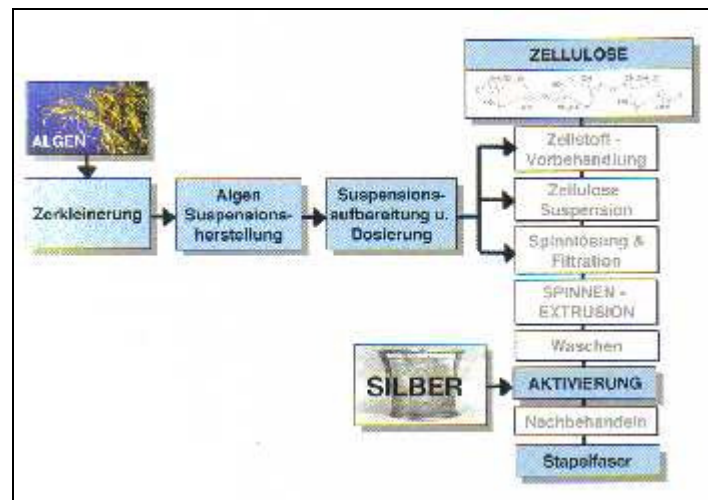 ZELLULOSE
ALGEN
Zellstoff -
Vorbehandlung
Zerkleinerung
Algen
Suspensions-
herstellung
Suspensions-
aufbereitung u.
Dosierung
Zellulose
Suspension
Spinnlösung &
Filtration
SPINNEN -
EXTRUSION
Waschen
SILBER
AKTIVIERUNG
Nachbehandeln
Stapelfaser